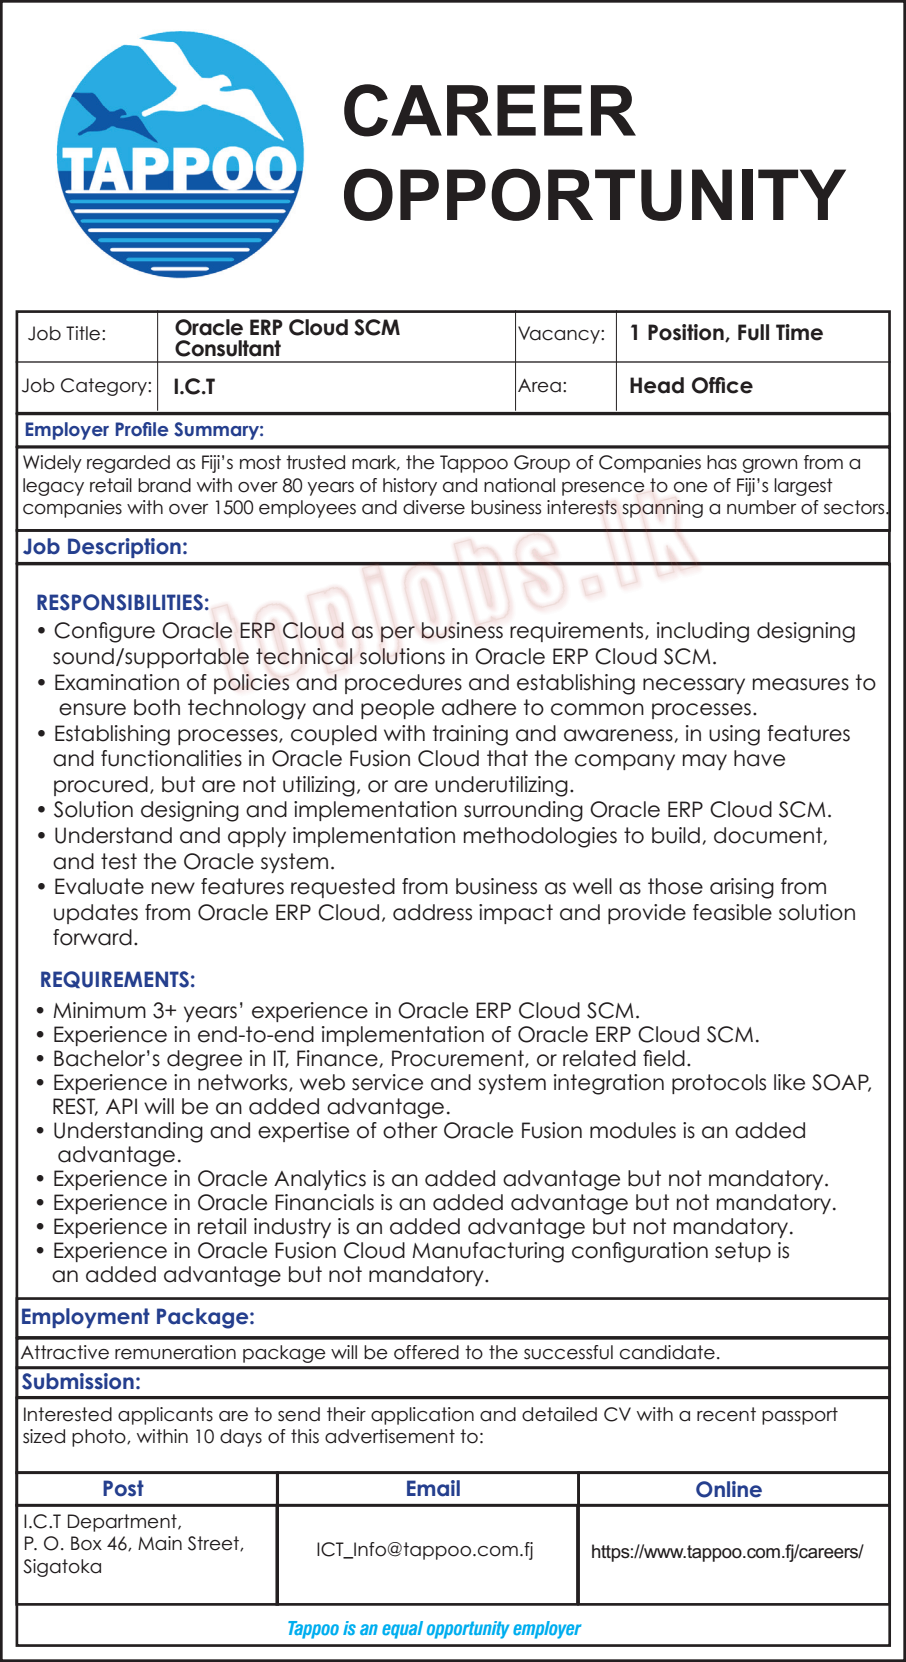 TAPPOO
CAREER
OPPORTUNITY
Job Title:
Oracle ERP Cloud SCM
Consultant
Vacancy:
1 Position, Full Time
Job Category:
I.C.T
Area:
Head Office
Employer Profile Summary:
Widely regarded as Fiji's most trusted mark, the Tappoo Group of Companies has grown from a
legacy retail brand with over 80 years of history and national presence to one of Fiji's largest
companies with over 1500 employees and diverse business interests spanning a number of sectors.
Job Description:
topjobs.lk
RESPONSIBILITIES:
• Configure Oracle ERP Cloud as per business requirements, including designing
sound/supportable technical solutions in Oracle ERP Cloud SCM.
• Examination of policies and procedures and establishing necessary measures to
ensure both technology and people adhere to common processes.
• Establishing processes, coupled with training and awareness, in using features
and functionalities in Oracle Fusion Cloud that the company may have
procured, but are not utilizing, or are underutilizing.
• Solution designing and implementation surrounding Oracle ERP Cloud SCM.
• Understand and apply implementation methodologies to build, document,
and test the Oracle system.
• Evaluate new features requested from business as well as those arising from
updates from Oracle ERP Cloud, address impact and provide feasible solution
forward.
REQUIREMENTS:
• Minimum 3+ years' experience in Oracle ERP Cloud SCM.
• Experience in end-to-end implementation of Oracle ERP Cloud SCM.
• Bachelor's degree in IT, Finance, Procurement, or related field.
• Experience in networks, web service and system integration protocols like SOAP,
REST, API will be an added advantage.
• Understanding and expertise of other Oracle Fusion modules is an added
advantage.
• Experience in Oracle Analytics is an added advantage but not mandatory.
• Experience in Oracle Financials is an added advantage but not mandatory.
• Experience in retail industry is an added advantage but not mandatory.
• Experience in Oracle Fusion Cloud Manufacturing configuration setup is
an added advantage but not mandatory.
Employment Package:
Attractive remuneration package will be offered to the successful candidate.
Submission:
Interested applicants are to send their application and detailed CV with a recent passport
sized photo, within 10 days of this advertisement to:
Post
Email
Online
I.C.T Department,
P. O. Box 46, Main Street,
Sigatoka
ICT_Info@tappoo.com.fj
https://www.tappoo.com.fj/careers/
Tappoo is an equal opportunity employer